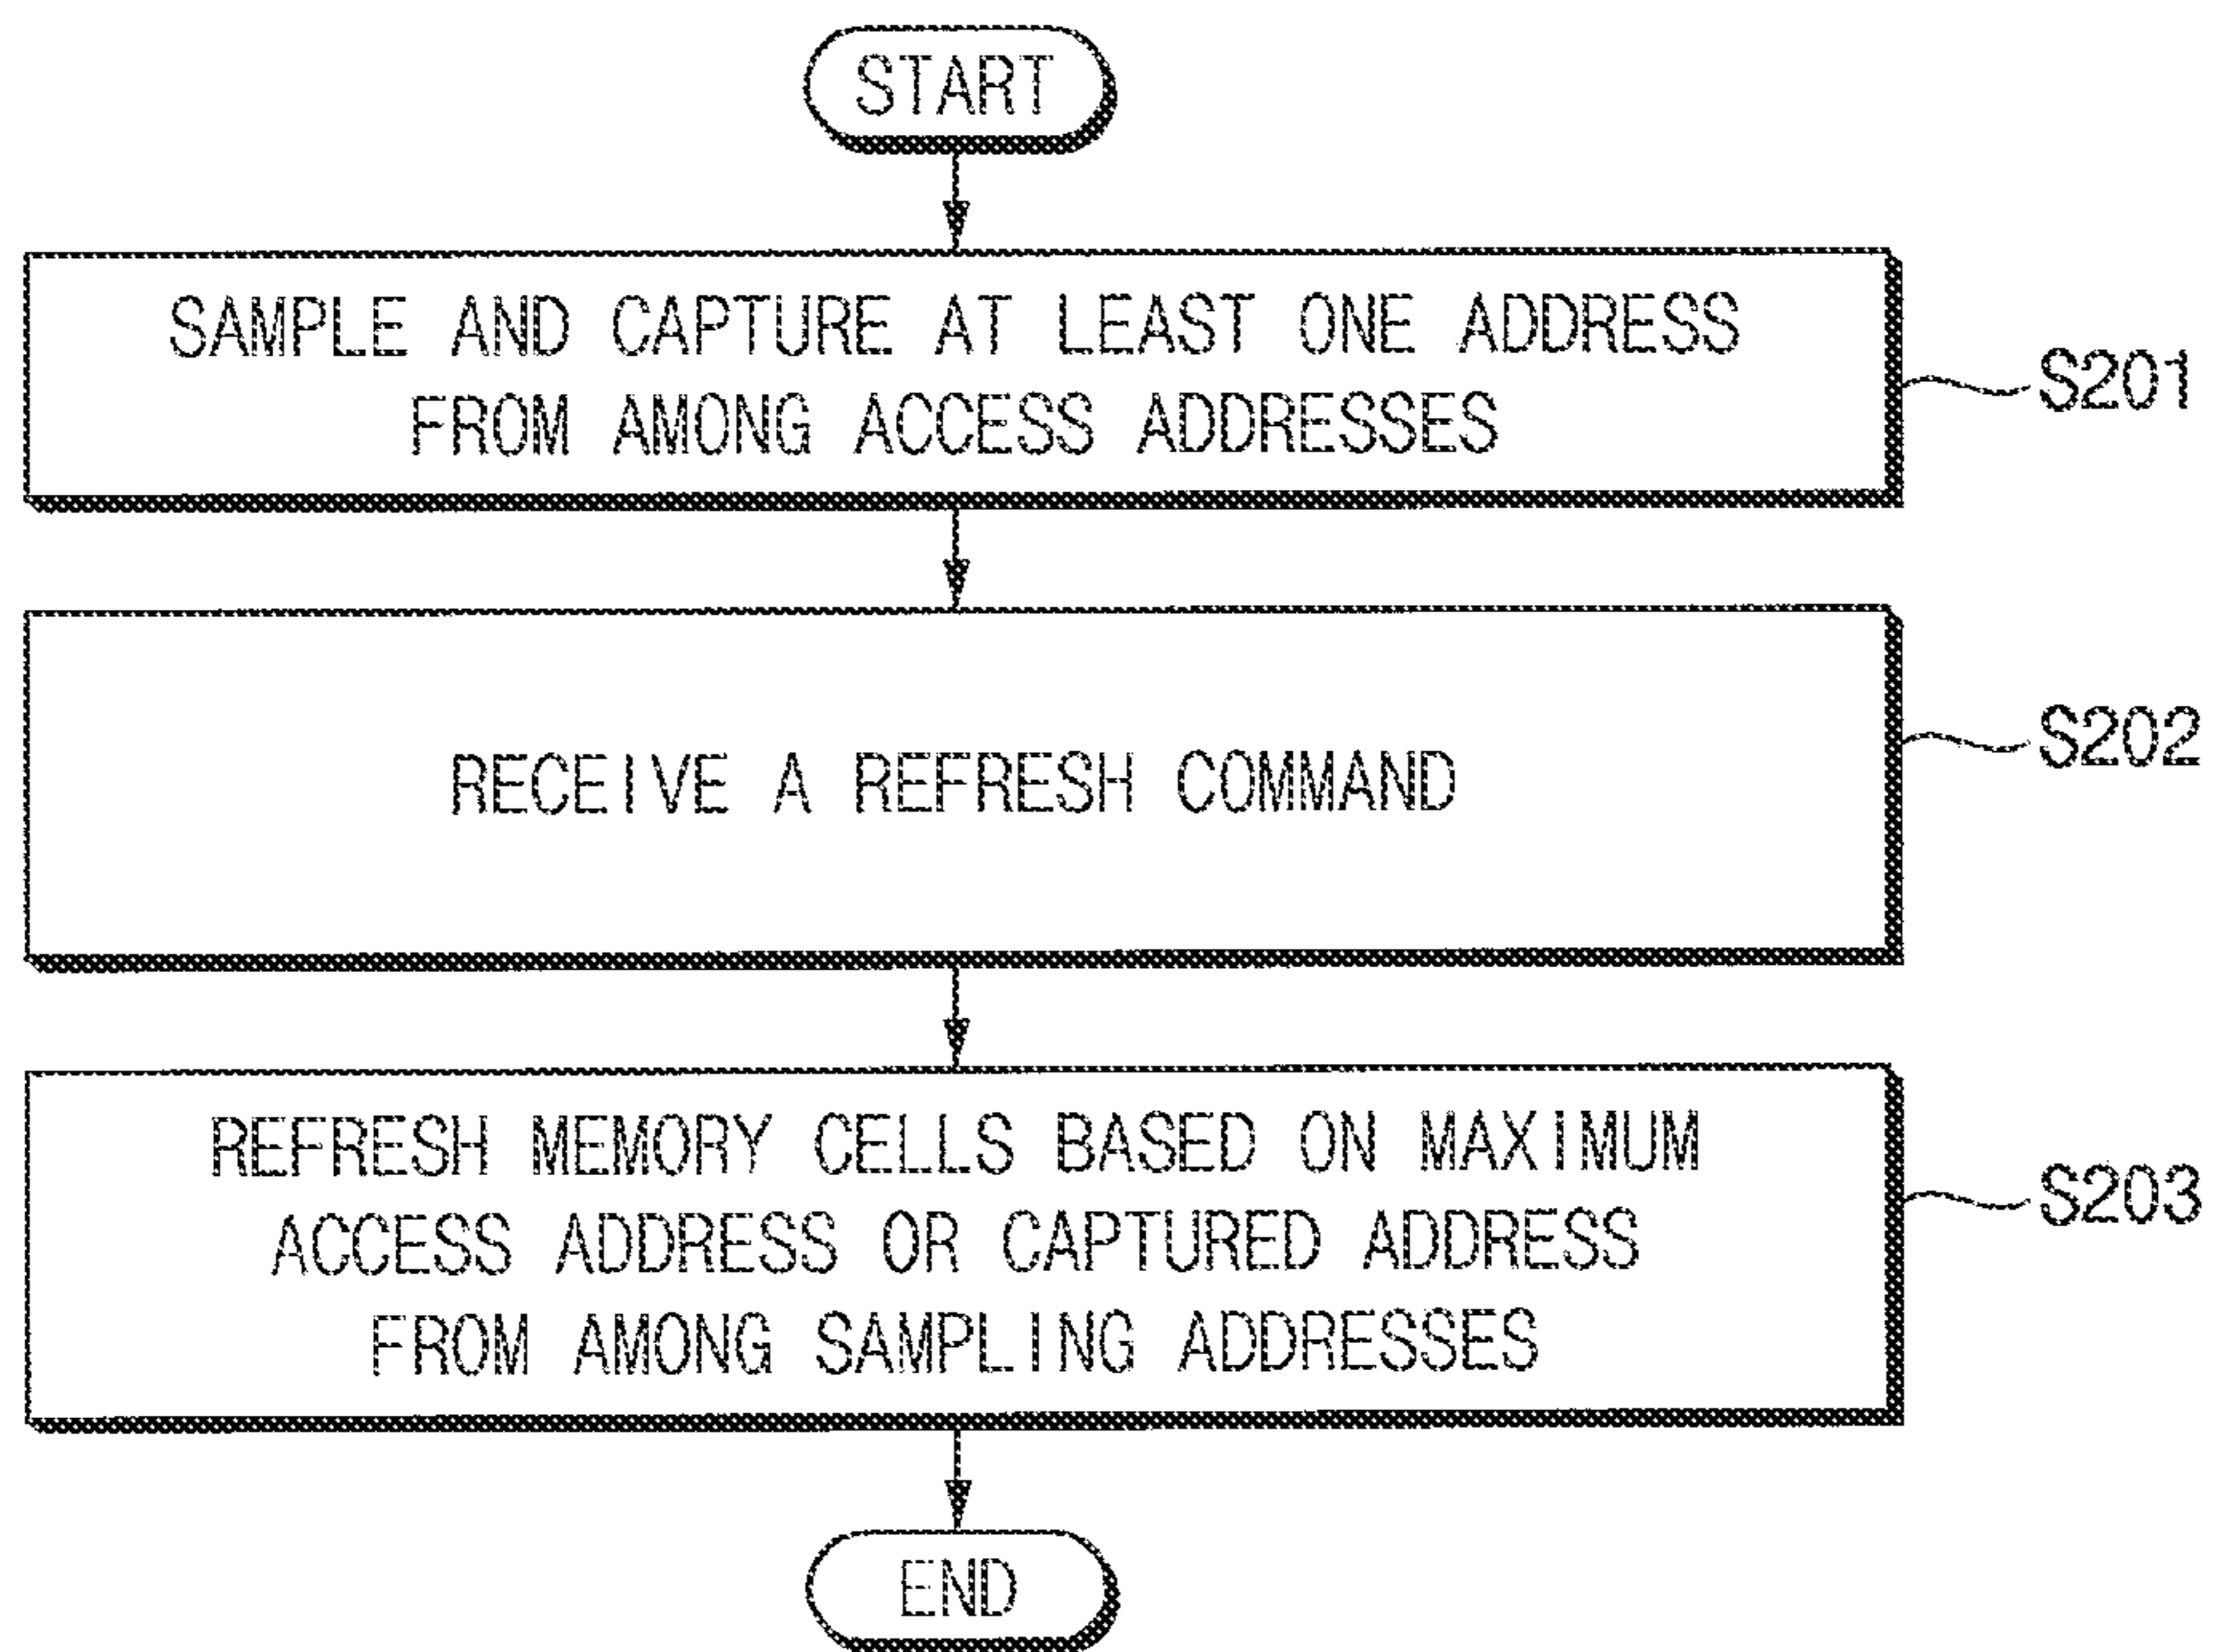 START
SAMPLE AND CAPTURE AT LEAST ONE ADDRESS
FROM AMONG ACCESS ADDRESSES
S201
RECEIVE A REFRESH COMMAND
S202
REFRESH MEMORY CELLS BASED ON MAXIMUM
ACCESS ADDRESS OR CAPTURED ADDRESS
FROM AMONG SAMPLING ADDRESSES
S203
END